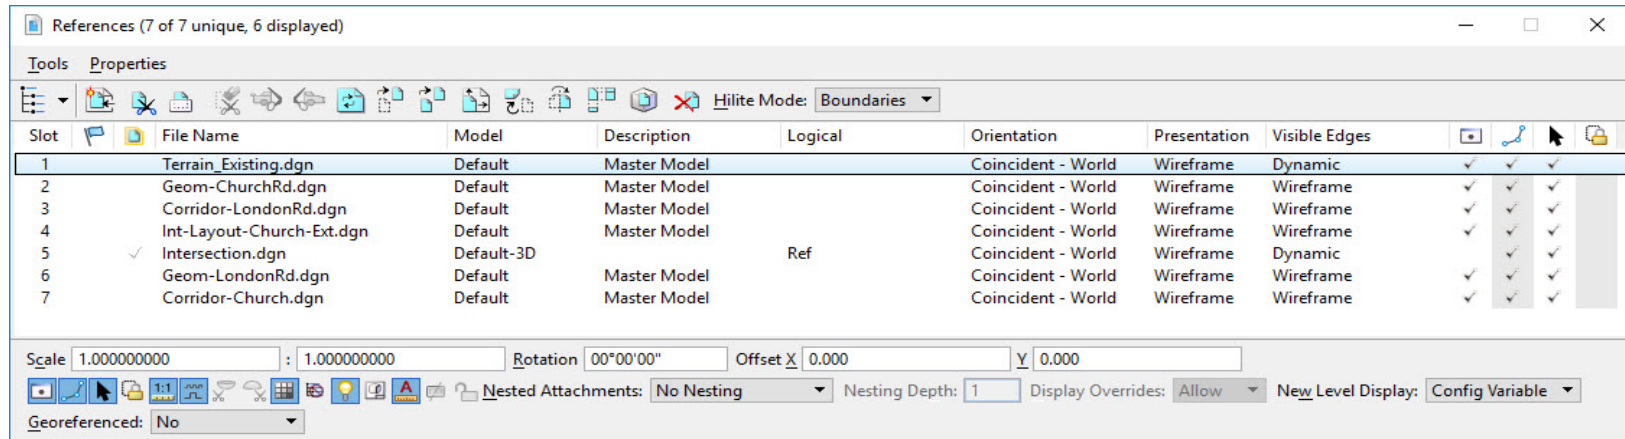 References (7 of 7 unique, 6 displayed)
Tools Properties
Hilite Mode: Boundaries
Slot File Name Model Description Logical Orientation Presentation Visible Edges
1 Terrain_Existing.dgn Default Master Model Coincident - World Wireframe Dynamic
2 Geom-ChurchRd.dgn Default Master Model Coincident - World Wireframe Wireframe
3 Corridor-LondonRd.dgn Default Master Model Coincident - World Wireframe Wireframe
4 Int-Layout-Church-Ext.dgn Default Master Model Coincident - World Wireframe Wireframe
5 Intersection.dgn Default-3D Ref Coincident - World Wireframe Dynamic
6 Geom-LondonRd.dgn Default Master Model Coincident - World Wireframe Wireframe
7 Corridor-Church.dgn Default Master Model Coincident - World Wireframe Wireframe
Scale 1.000000000 : 1.000000000 Rotation 00°00'00" Offset X 0.000 Y 0.000
1:1 A Nested Attachments: No Nesting Nesting Depth: 1 Display Overrides: Allow New Level Display: Config Variable
Georeferenced: No